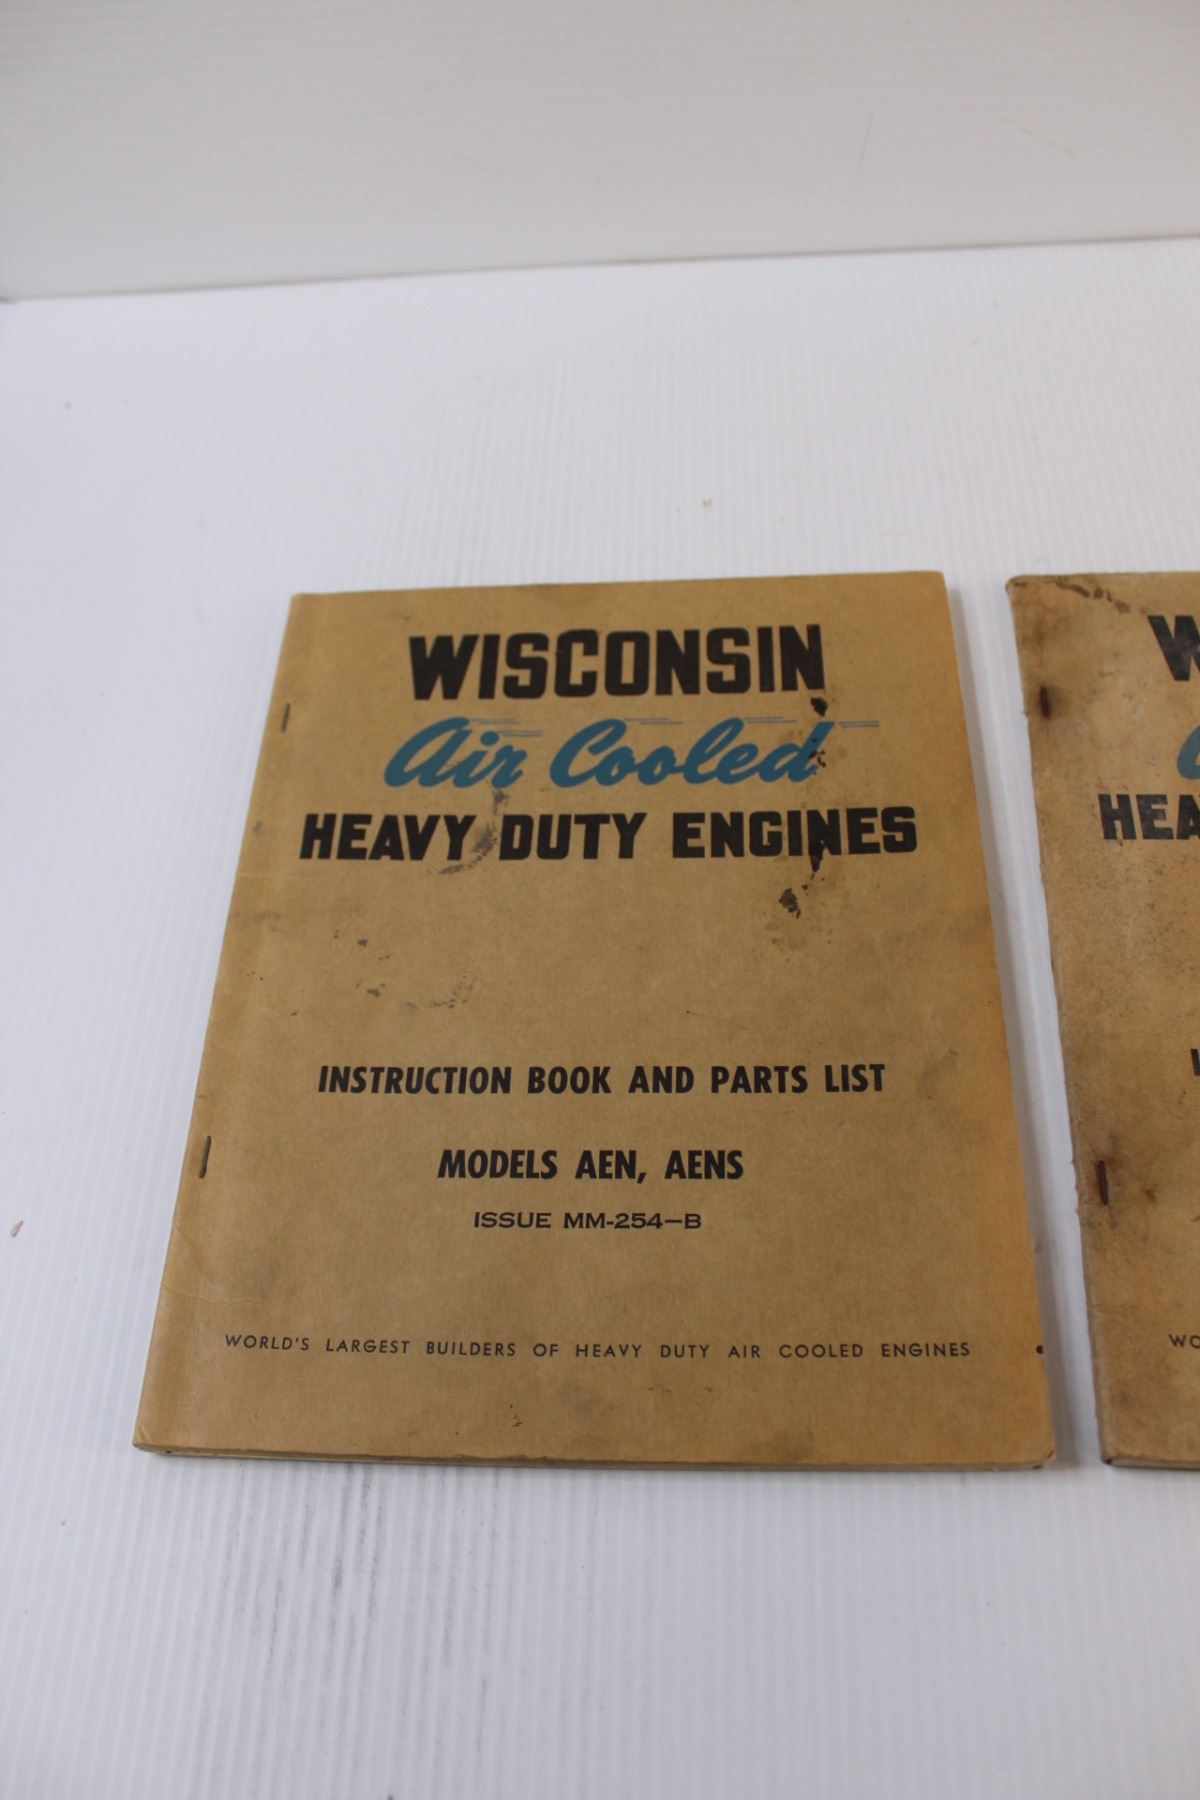 WISCONSIN
Air Cooled
HEAVY DUTY ENGINES
INSTRUCTION BOOK AND PARTS LIST
MODELS AEN, AENS
ISSUE MM-254—B
WORLD'S LARGEST BUILDERS OF HEAVY DUTY AIR COOLED ENGINES